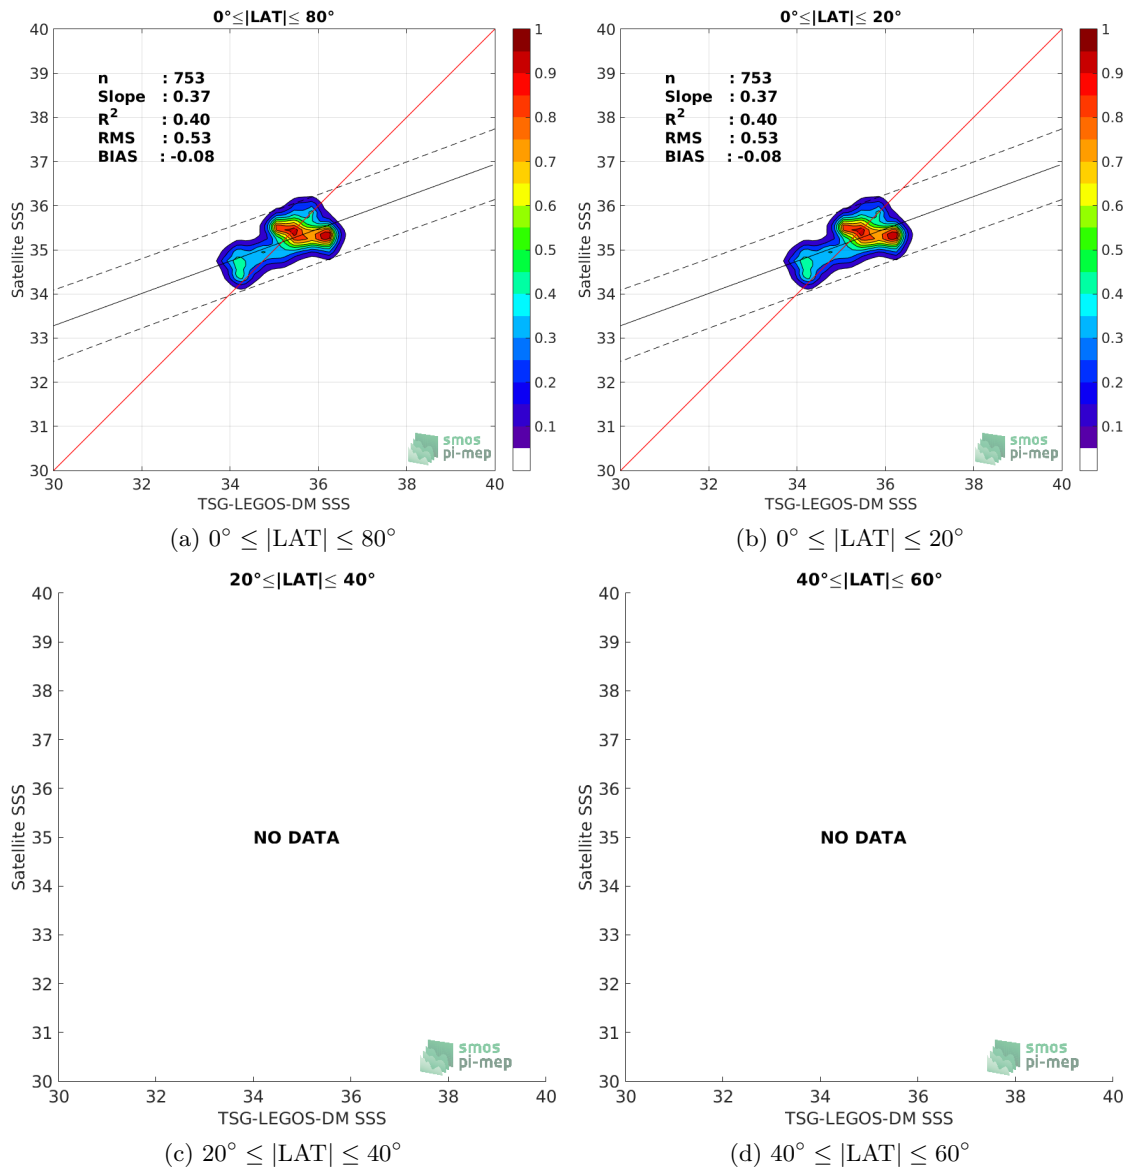 0°≤|LAT|≤ 80°
40
39
38
37
36
35
34
33
32
31
30
Satellite SSS
n : 753
Slope : 0.37
R2 : 0.40
RMS : 0.53
BIAS : -0.08
1
0.9
0.8
0.7
0.6
0.5
0.4
0.3
0.2
0.1
smos
pi-mep
30 32 34 36 38 40
TSG-LEGOS-DM SSS
(a) 0° ≤ |LAT| ≤ 80°
0°≤|LAT|≤ 20°
40
39
38
37
36
35
34
33
32
31
30
Satellite SSS
n : 753
Slope : 0.37
R2 : 0.40
RMS : 0.53
BIAS : -0.08
1
0.9
0.8
0.7
0.6
0.5
0.4
0.3
0.2
0.1
smos
pi-mep
30 32 34 36 38 40
TSG-LEGOS-DM SSS
(b) 0° ≤ |LAT| ≤ 20°
20°≤|LAT|≤ 40°
40
39
38
37
36
35
34
33
32
31
30
Satellite SSS
NO DATA
smos
pi-mep
30 32 34 36 38 40
TSG-LEGOS-DM SSS
(c) 20° ≤ |LAT| ≤ 40°
40°≤|LAT|≤ 60°
40
39
38
37
36
35
34
33
32
31
30
Satellite SSS
NO DATA
smos
pi-mep
30 32 34 36 38 40
TSG-LEGOS-DM SSS
(d) 40° ≤ |LAT| ≤ 60°